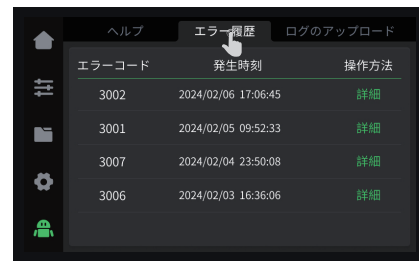 ヘルプ エラー履歴 ログのアップロード
エラーコード 発生時刻 操作方法
3002 2024/02/06 17:06:45 詳細
3001 2024/02/05 09:52:33 詳細
3007 2024/02/04 23:50:08 詳細
3006 2024/02/03 16:36:06 詳細